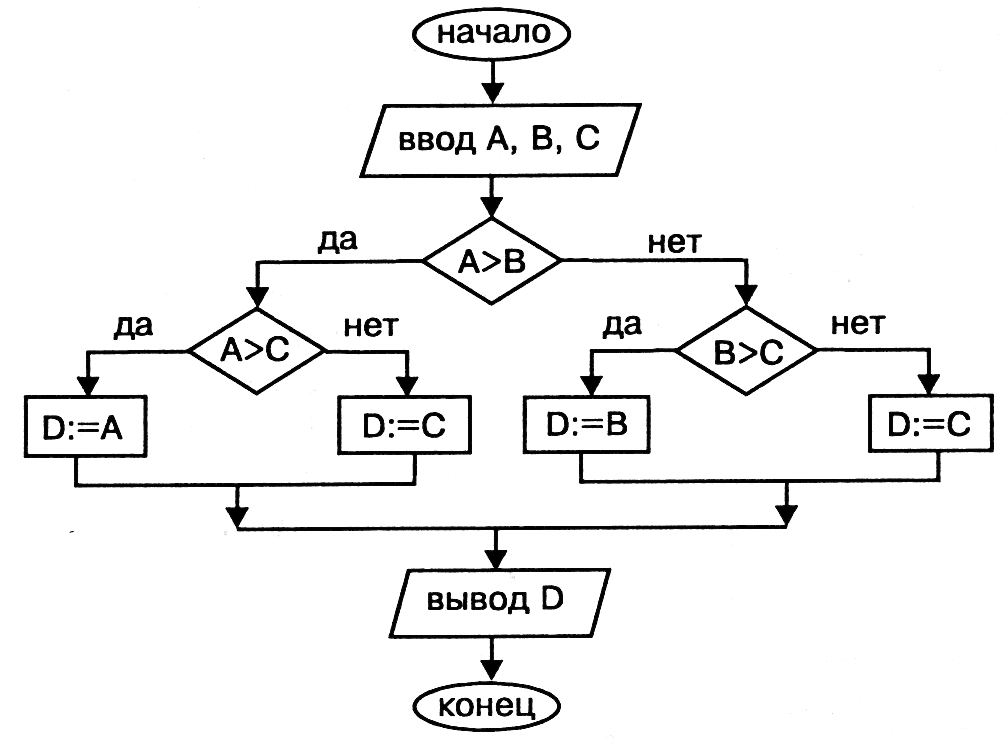 начало
ввод A, B, C
A>B
да
нет
A>C
да
нет
B>C
да
нет
D:=A
D:=C
D:=B
D:=C
вывод D
конец